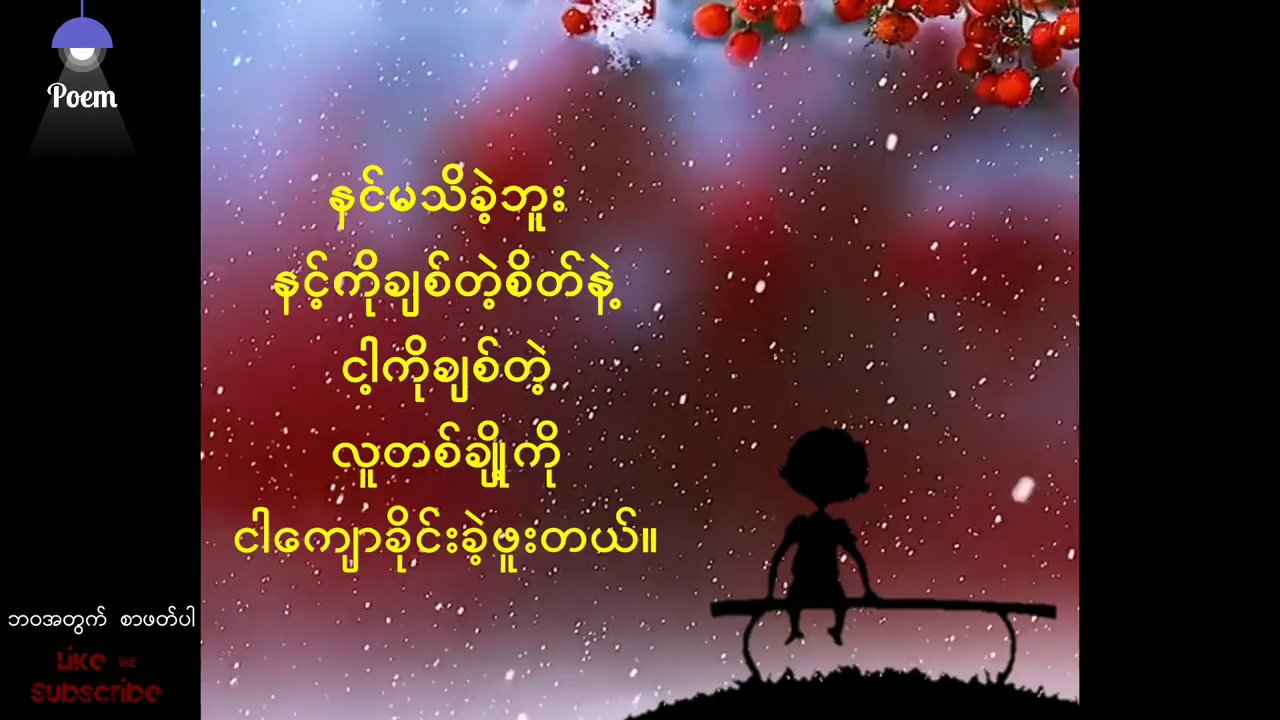 Poem
နင်မသိခဲ့ဘူး
နင့်ကိုချစ်တဲ့စိတ်နဲ့
ငါ့ကိုချစ်တဲ့
လူတစ်ချို့ကို
ငါကျောခိုင်းခဲ့ဖူးတယ်။
ဘဝအတွက် စာဖတ်ပါ
Like
Subscribe